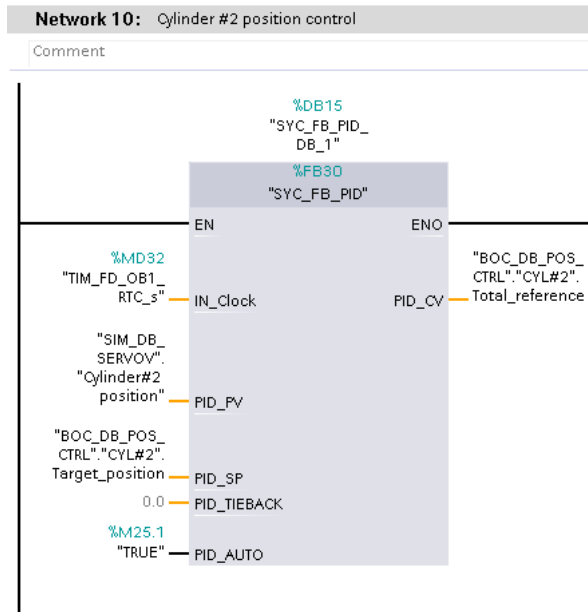 Network 10: Cylinder #2 position control
Comment
%DB15
"SYC_FB_PID_
DB_1"
%FB30
"SYC_FB_PID"
EN
ENO
%MD32
"TIM_FD_OB1_
RTC_s"
IN_Clock
PID_CV
"BOC_DB_POS_
CTRL"."CYL#2".
Total_reference
"SIM_DB_
SERVOV".
"Cylinder#2
position"
PID_PV
"BOC_DB_POS_
CTRL"."CYL#2".
Target_position
PID_SP
0.0
PID_TIEBACK
%M25.1
"TRUE"
PID_AUTO